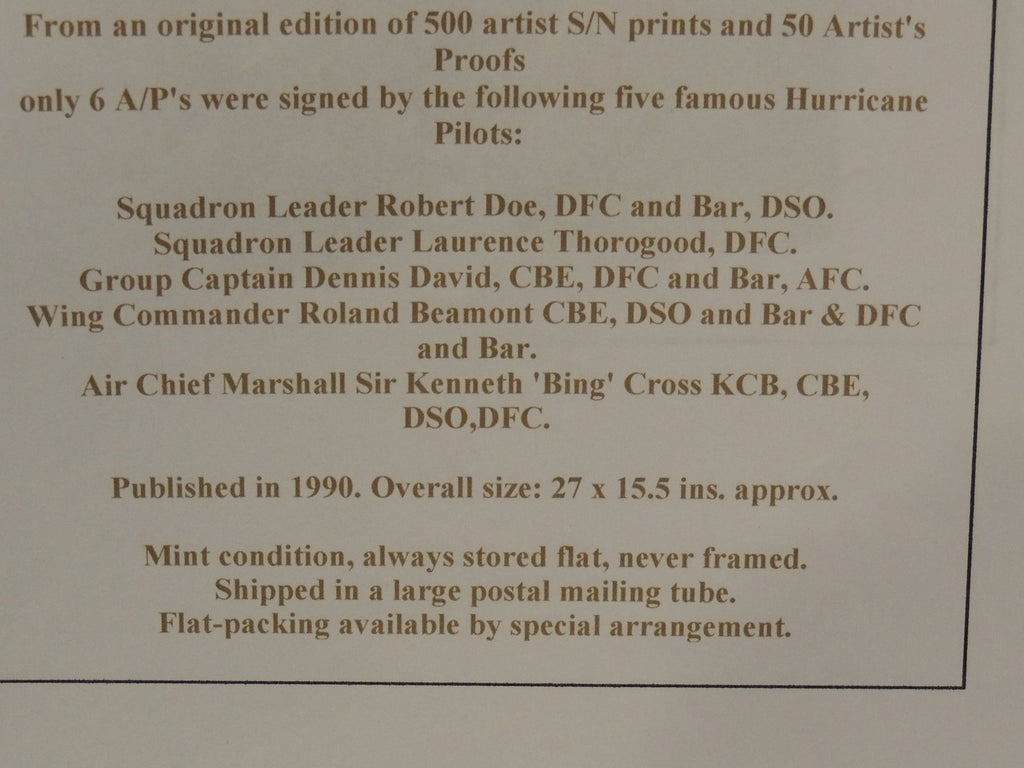 From an original edition of 500 artist S/N prints and 50 Artist's
Proofs
only 6 A/P's were signed by the following five famous Hurricane
Pilots:
Squadron Leader Robert Doe, DFC and Bar, DSO.
Squadron Leader Laurence Thorogood, DFC.
Group Captain Dennis David, CBE, DFC and Bar, AFC.
Wing Commander Roland Beamont CBE, DSO and Bar & DFC
and Bar.
Air Chief Marshall Sir Kenneth 'Bing' Cross KCB, CBE,
DSO,DFC.
Published in 1990. Overall size: 27 x 15.5 ins. approx.
Mint condition, always stored flat, never framed.
Shipped in a large postal mailing tube.
Flat-packing available by special arrangement.